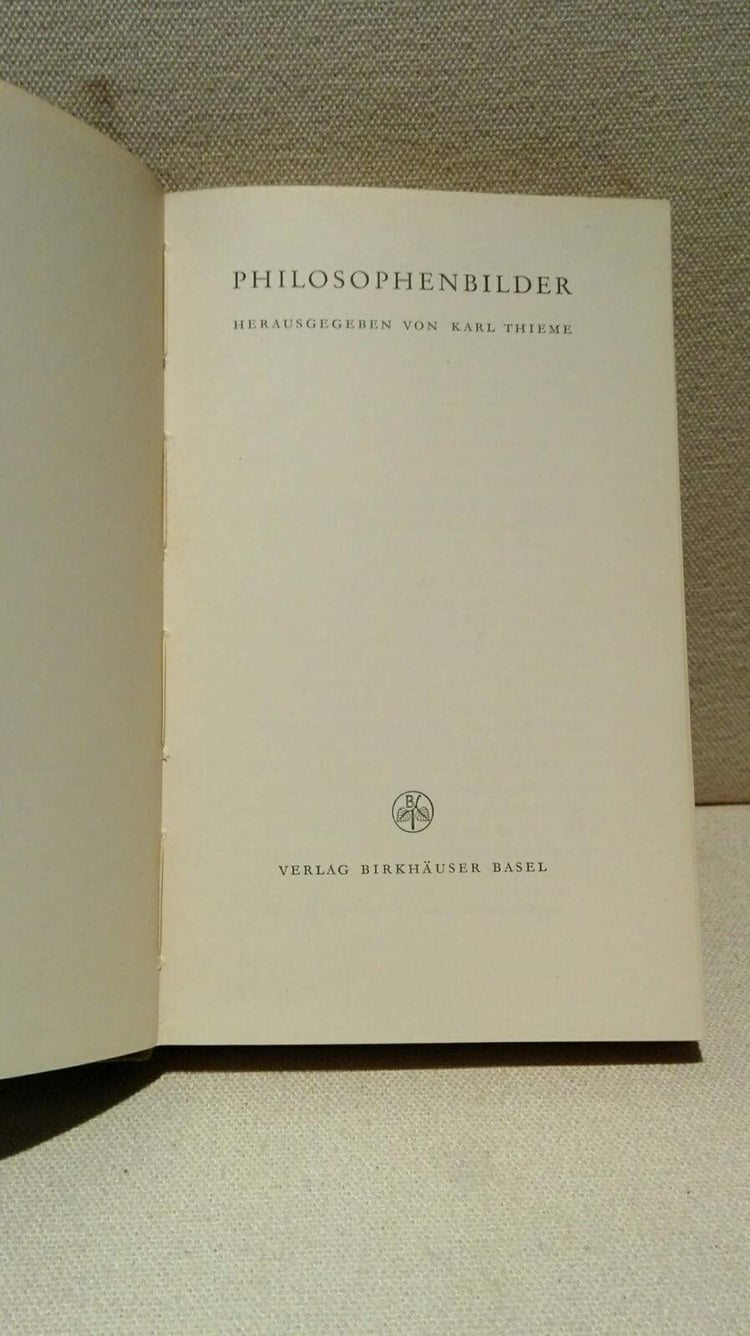 PHILOSOPHENBILDER
HERAUSGEGEBEN VON KARL THIEME
B
VERLAG BIRKHÄUSER BASEL